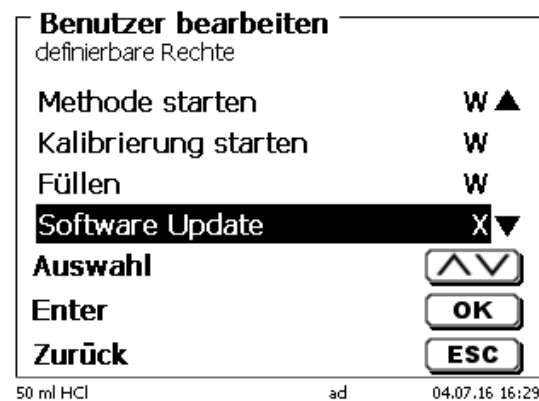 Benutzer bearbeiten
definierbare Rechte
Methode starten W ▲
Kalibrierung starten W
Füllen W
Software Update X ▼
Auswahl
Enter OK
Zurück ESC
50 ml HCl ad 04.07.16 16:29